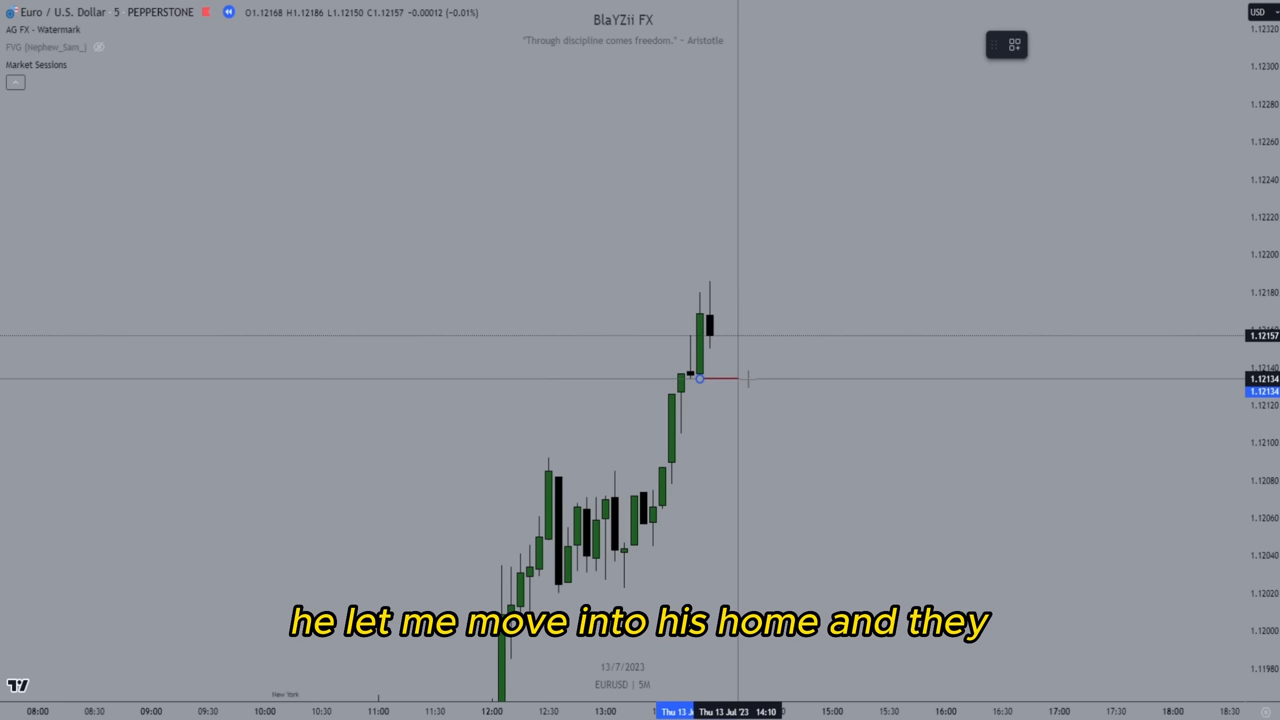 Euro / U.S. Dollar · 5 · PEPPERSTONE O1.12168 H1.12186 L1.12150 C1.12157 −0.00012 (−0.01%)
AG FX - Watermark
FVG (Nephew_Sam_)
Market Sessions
BlaYZii FX
"Through discipline comes freedom." ~ Aristotle
USD
1.12320
1.12300
1.12280
1.12260
1.12240
1.12220
1.12200
1.12180
1.12157
1.12140
1.12134
1.12134
1.12120
1.12100
1.12080
1.12060
1.12040
1.12020
1.12000
1.11980
he let me move into his home and they
13/7/2023
EURUSD | 5M
New York
08:00 08:30 09:00 09:30 10:00 10:30 11:00 11:30 12:00 12:30 13:00 Thu 13 Jul '23 14:10 15:00 15:30 16:00 16:30 17:00 17:30 18:00 18:30